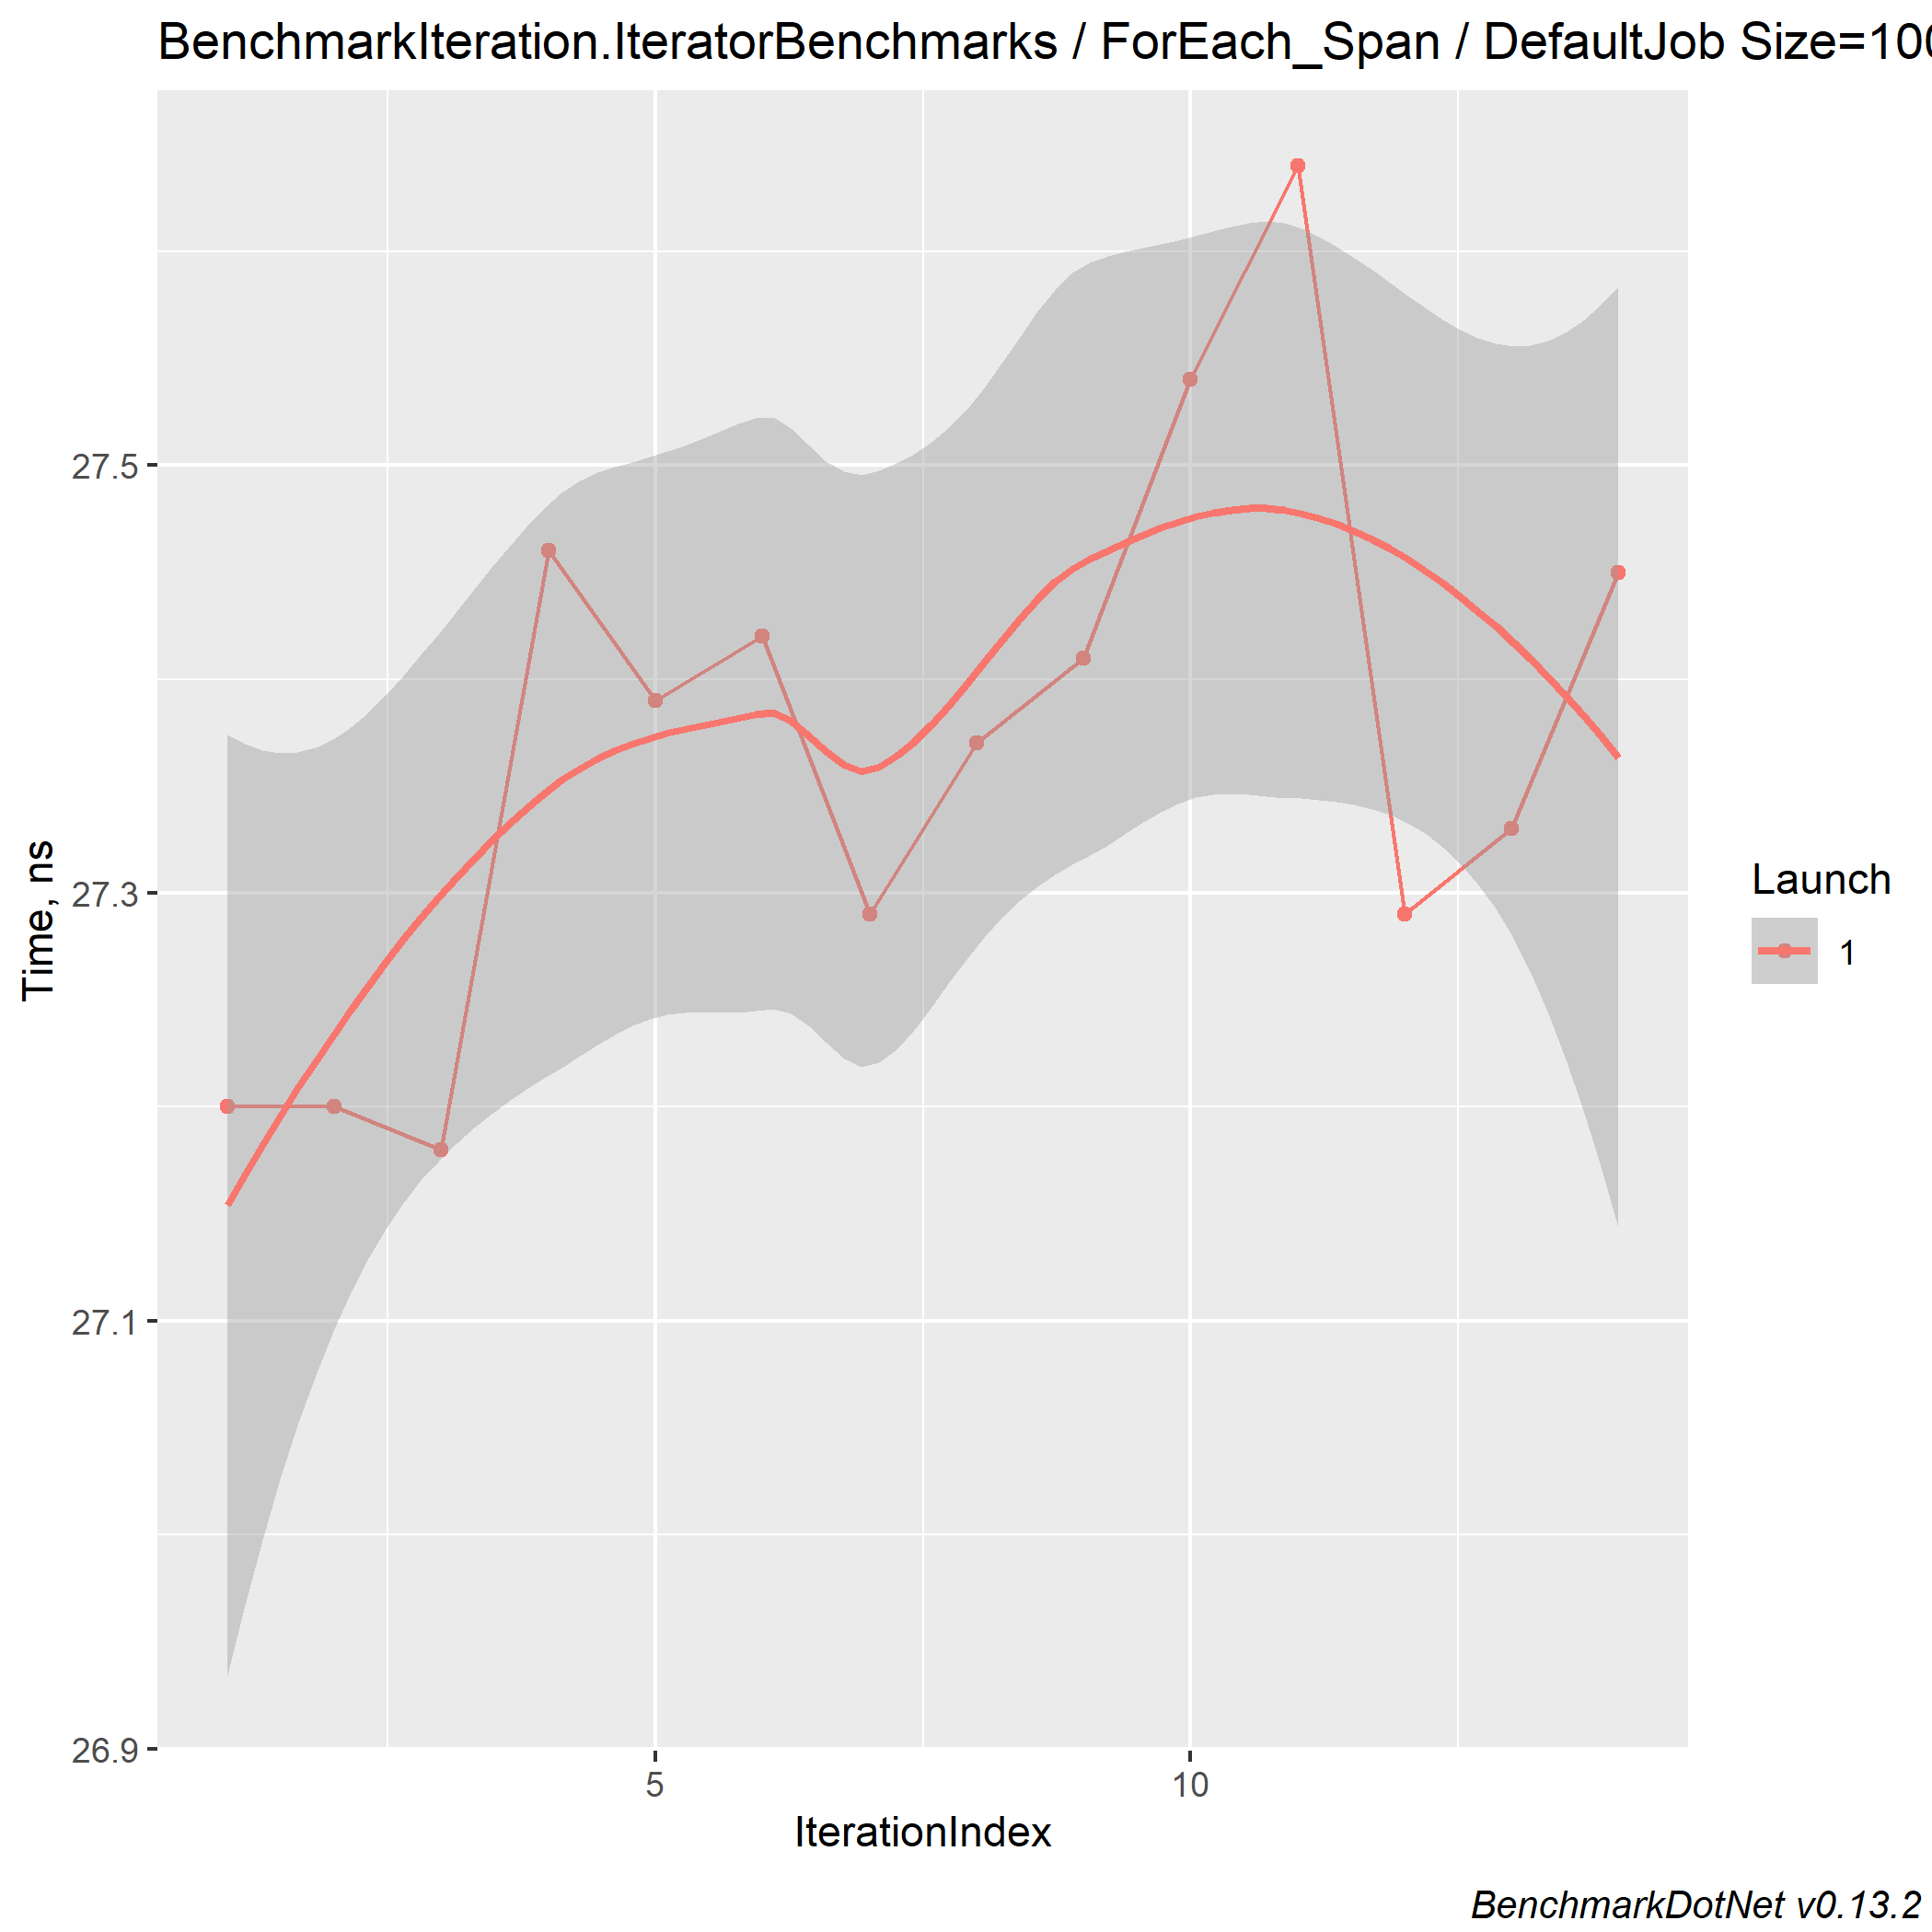 BenchmarkIteration.IteratorBenchmarks / ForEach_Span / DefaultJob Size=100
Time, ns
27.5
27.3
27.1
26.9
5 10
IterationIndex
Launch
1
BenchmarkDotNet v0.13.2